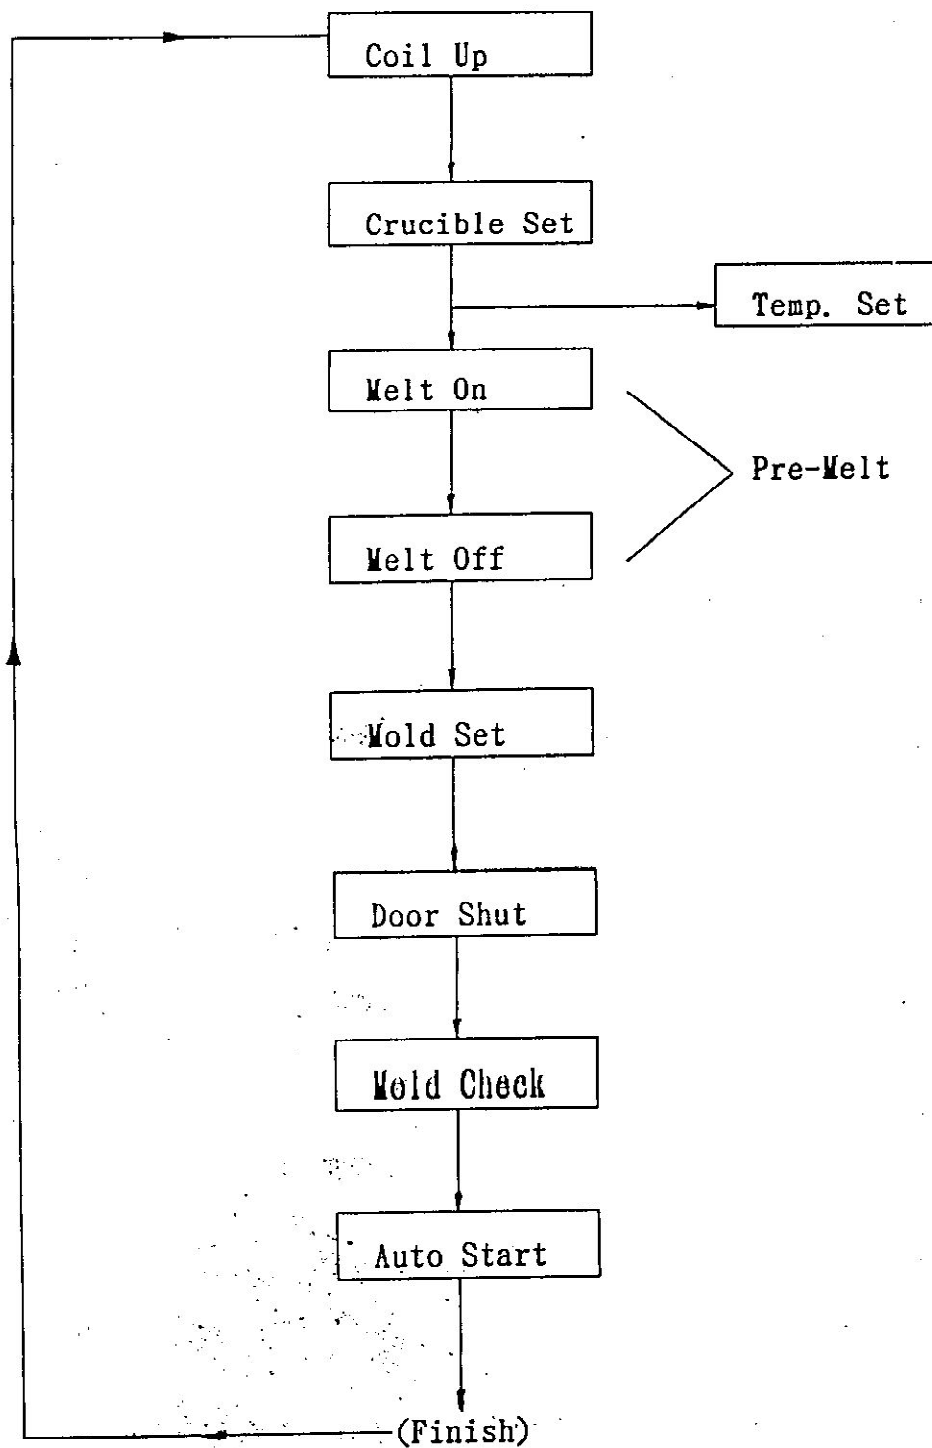 Coil Up
Crucible Set
Temp. Set
Melt On
Pre-Melt
Melt Off
Mold Set
Door Shut
Mold Check
Auto Start
(Finish)